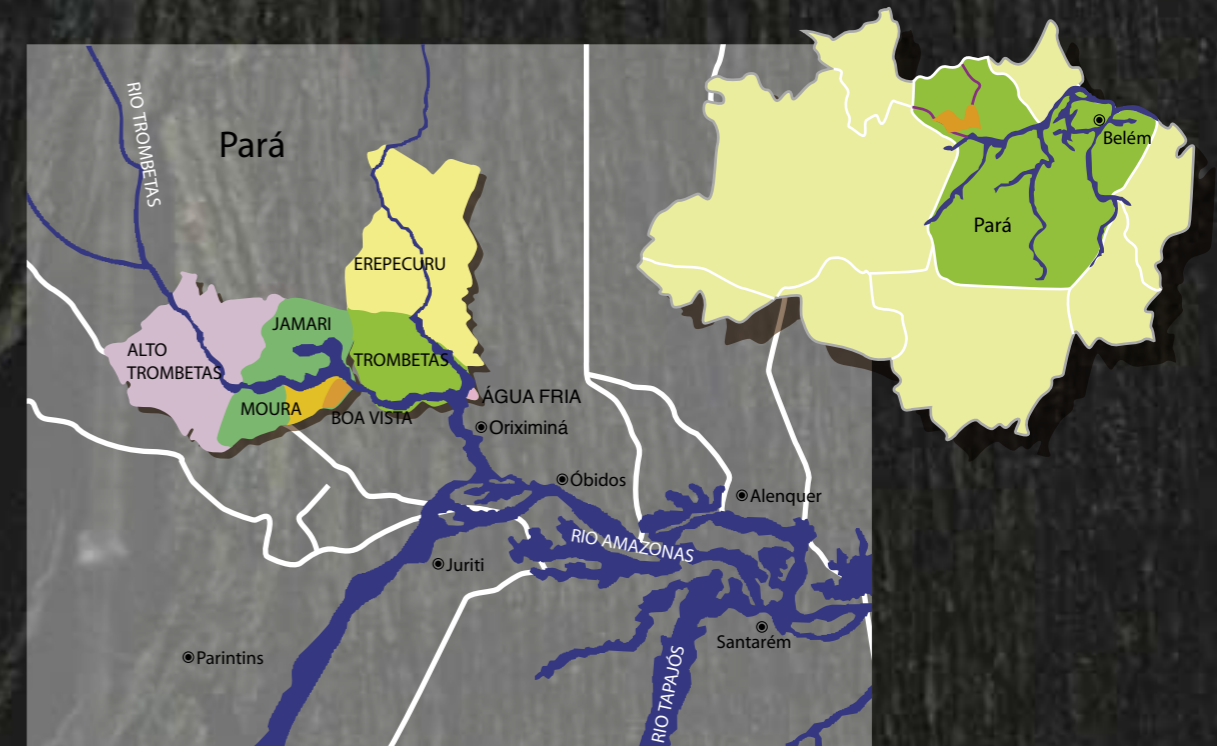 RIO TROMBETAS
Pará
EREPECURU
JAMARI
ALTO
TROMBETAS
TROMBETAS
MOURA
BOA VISTA
ÁGUA FRIA
Oriximiná
Óbidos
Alenquer
RIO AMAZONAS
Juriti
Santarém
Parintins
RIO TAPAJÓS
Belém
Pará